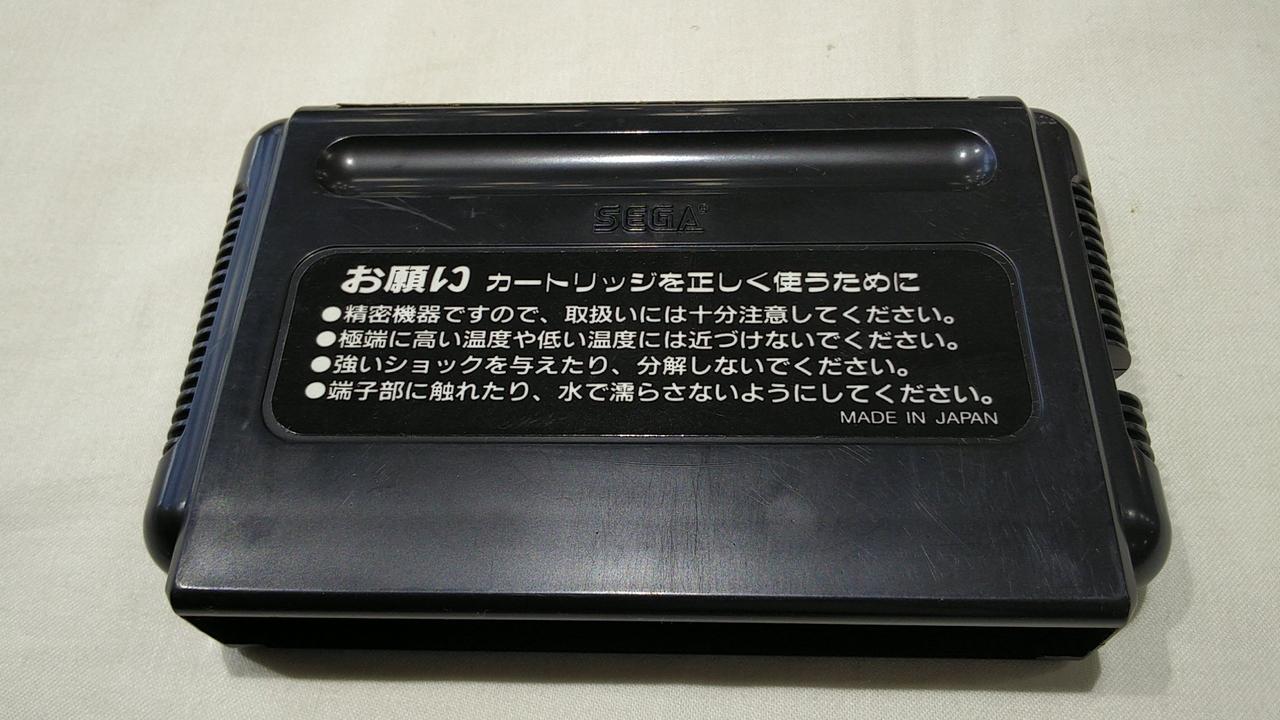 SEGA®
お願い カートリッジを正しく使うために
●精密機器ですので、取扱いには十分注意してください。
●極端に高い温度や低い温度には近づけないでください。
●強いショックを与えたり、分解しないでください。
●端子部に触れたり、水で濡らさないようにしてください。
MADE IN JAPAN